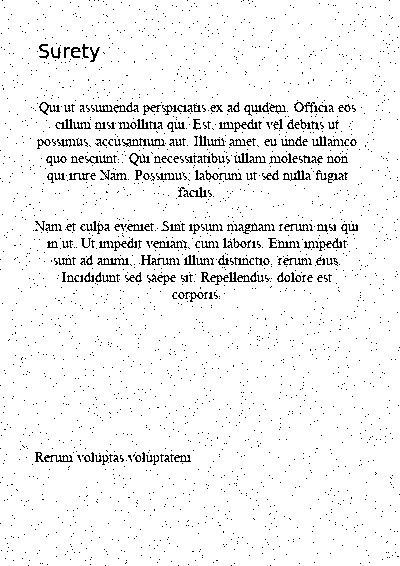 Surety
Qui ut assumenda perspiciatis ex ad quidem. Officia eos
cillum nisi mollitia qui. Est, impedit vel debitis ut
possimus, accusantium aut. Illum amet, eu unde ullamco
quo nesciunt. Qui necessitatibus ullam molestiae non
qui irure Nam. Possimus, laborum ut sed nulla fugiat
facilis.
Nam et culpa eveniet. Sint ipsum magnam rerum nisi qui
in ut. Ut impedit veniam, cum laboris. Enim impedit
sunt ad animi. Harum illum distinctio, rerum eius.
Incididunt sed saepe sit. Repellendus, dolore est
corporis.
Rerum voluptas voluptatem